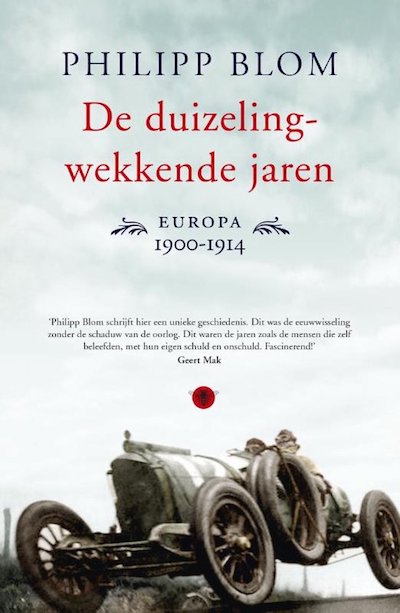 PHILIPP BLOM
De duizeling-
wekkende jaren
EUROPA
1900-1914
'Philipp Blom schrijft hier een unieke geschiedenis. Dit was de eeuwwisseling
zonder de schaduw van de oorlog. Dit waren de jaren zoals de mensen die zelf
beleefden, met hun eigen schuld en onschuld. Fascinerend!'
Geert Mak